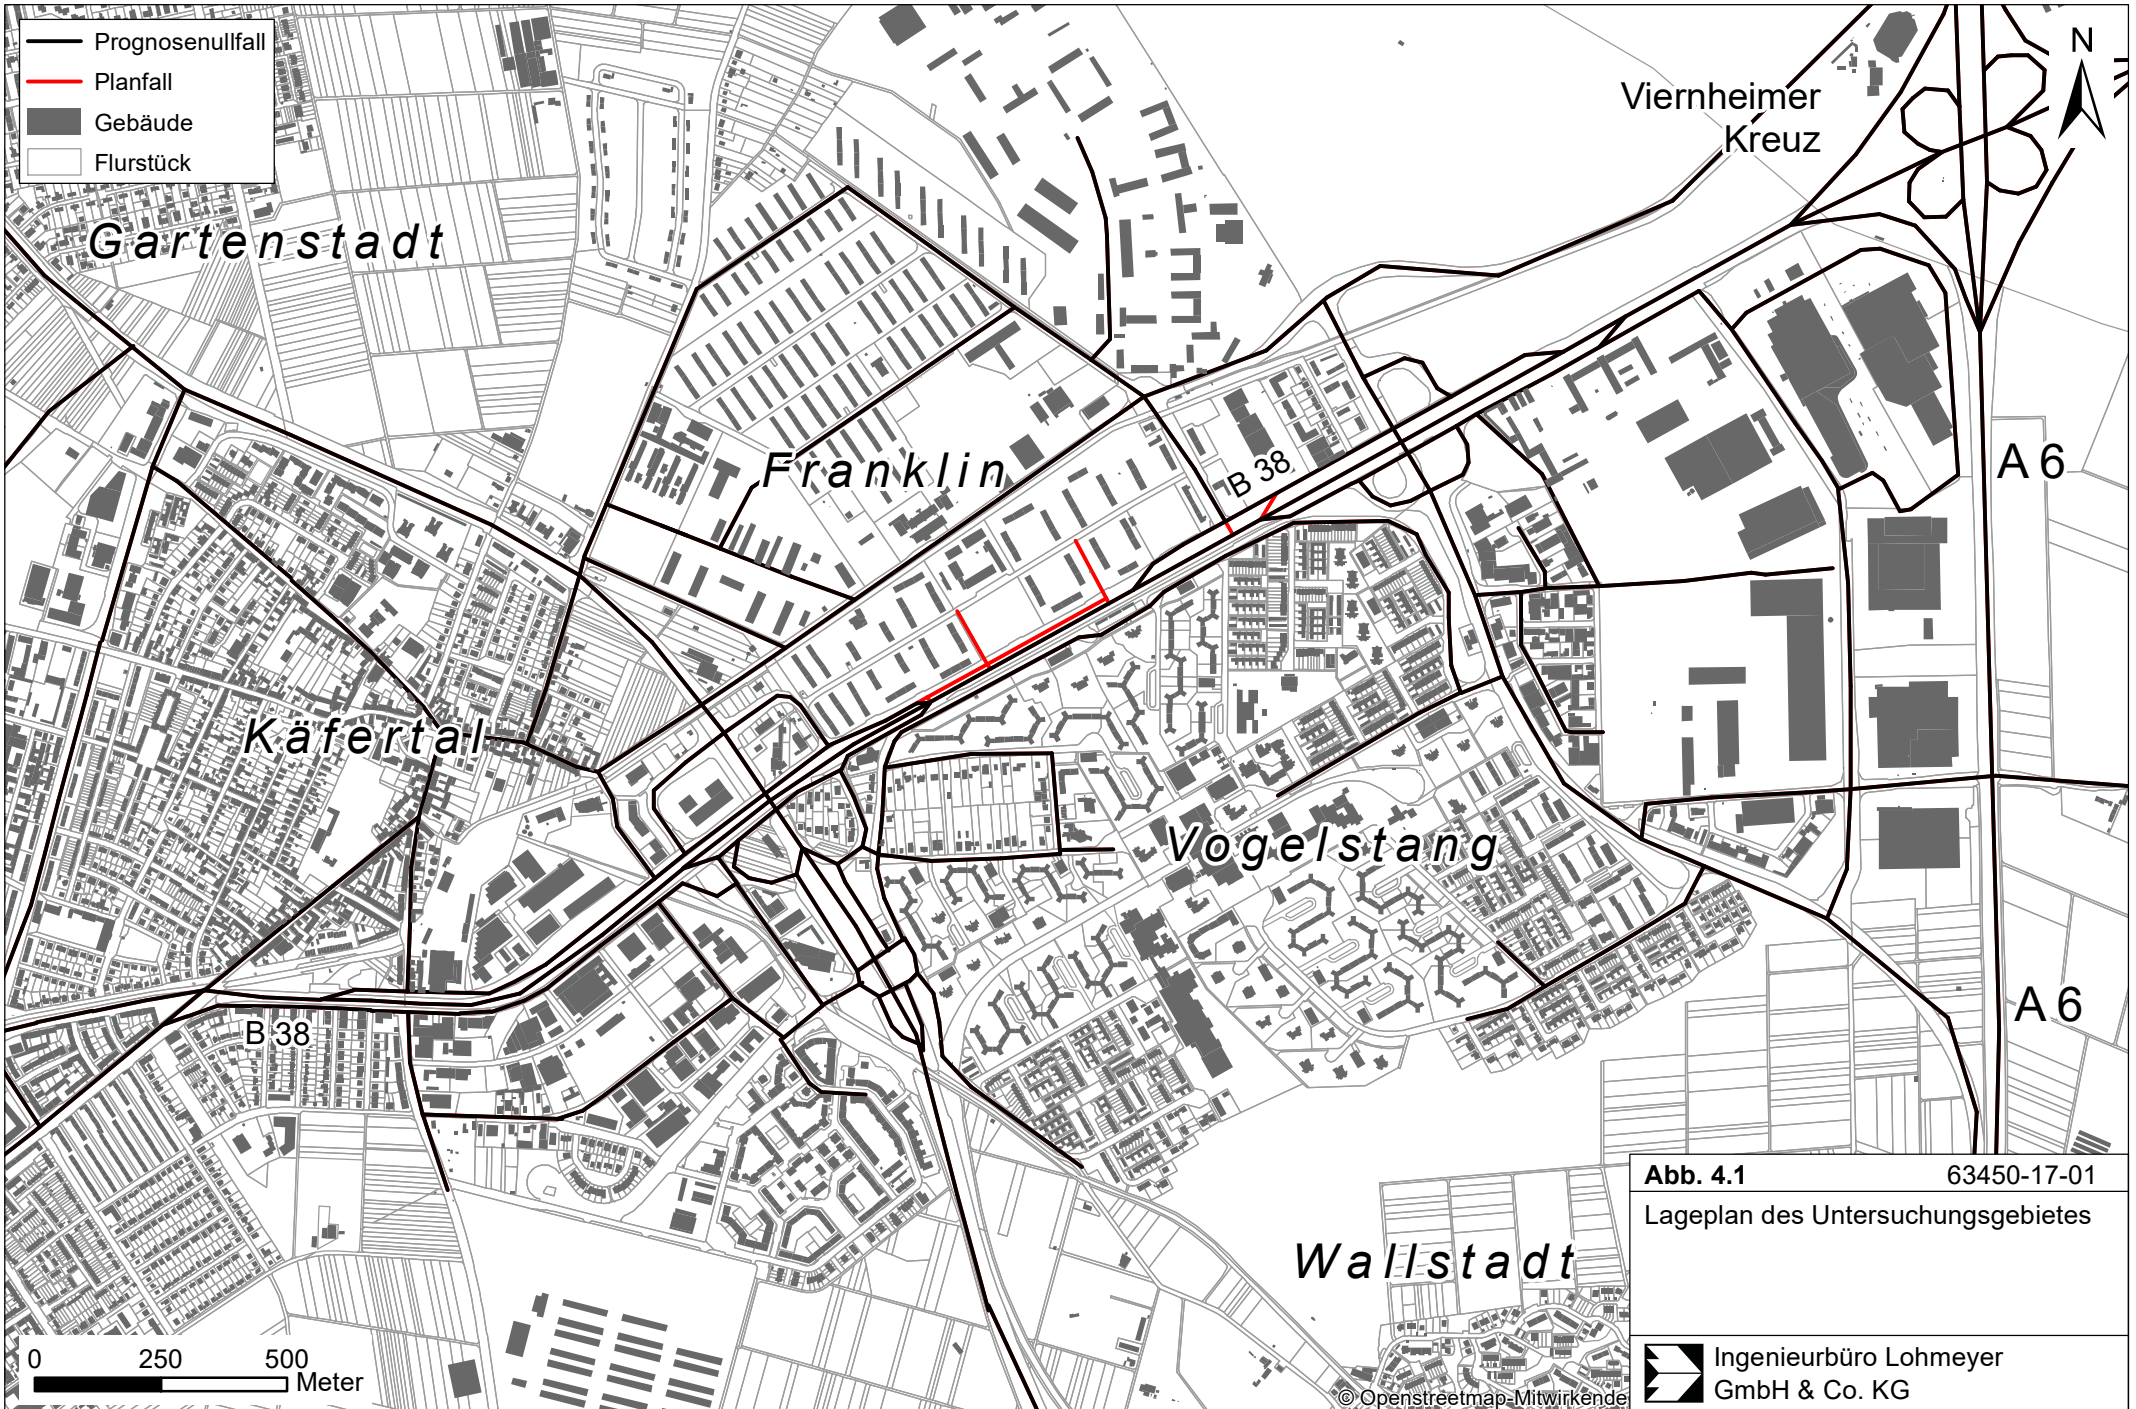 Prognosenullfall
Planfall
Gebäude
Flurstück
Viernheimer
Kreuz
N
Gartenstadt
Franklin
B 38
A 6
Käfertal
Vogelstang
A 6
B 38
Wallstadt
Abb. 4.1 63450-17-01
Lageplan des Untersuchungsgebietes
0 250 500
Meter
Ingenieurbüro Lohmeyer
GmbH & Co. KG
© Openstreetmap-Mitwirkende